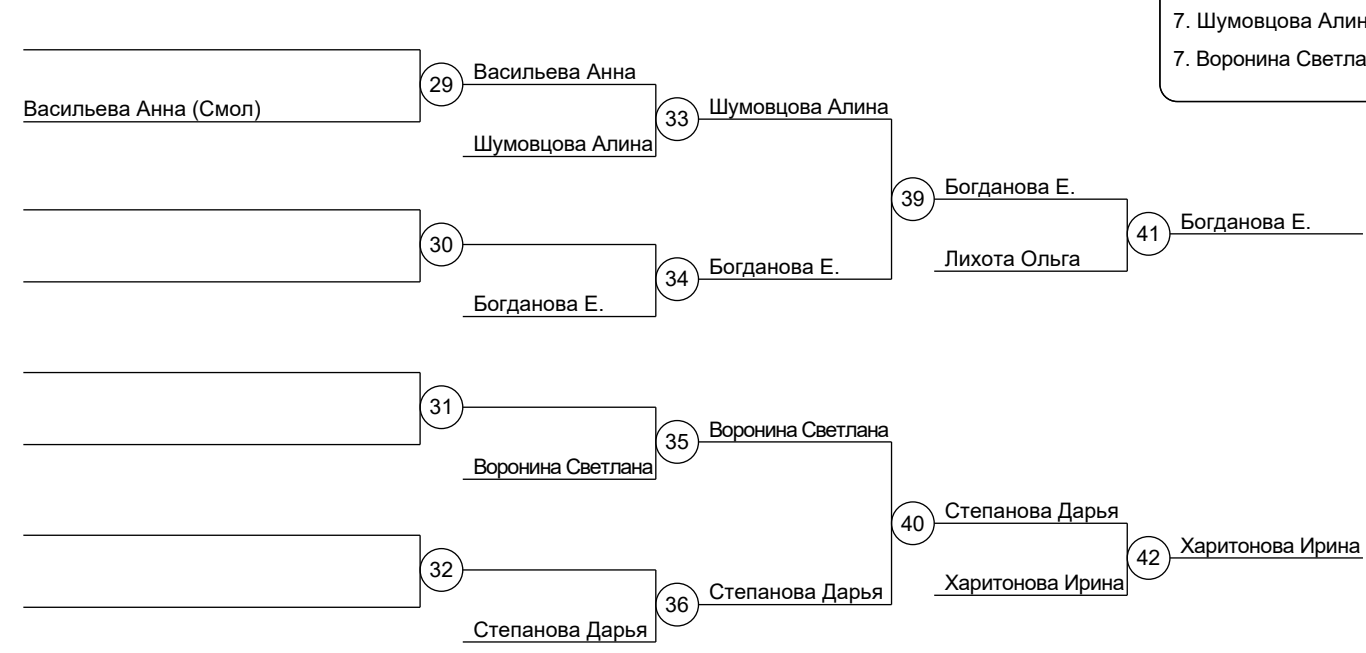 7. Шумовцова Алин
7. Воронина Светла
29
Васильева Анна
Васильева Анна (Смол)
33
Шумовцова Алина
Шумовцова Алина
39
Богданова Е.
41
Богданова Е.
30
Лихота Ольга
34
Богданова Е.
Богданова Е.
31
35
Воронина Светлана
Воронина Светлана
40
Степанова Дарья
42
Харитонова Ирина
32
Харитонова Ирина
36
Степанова Дарья
Степанова Дарья